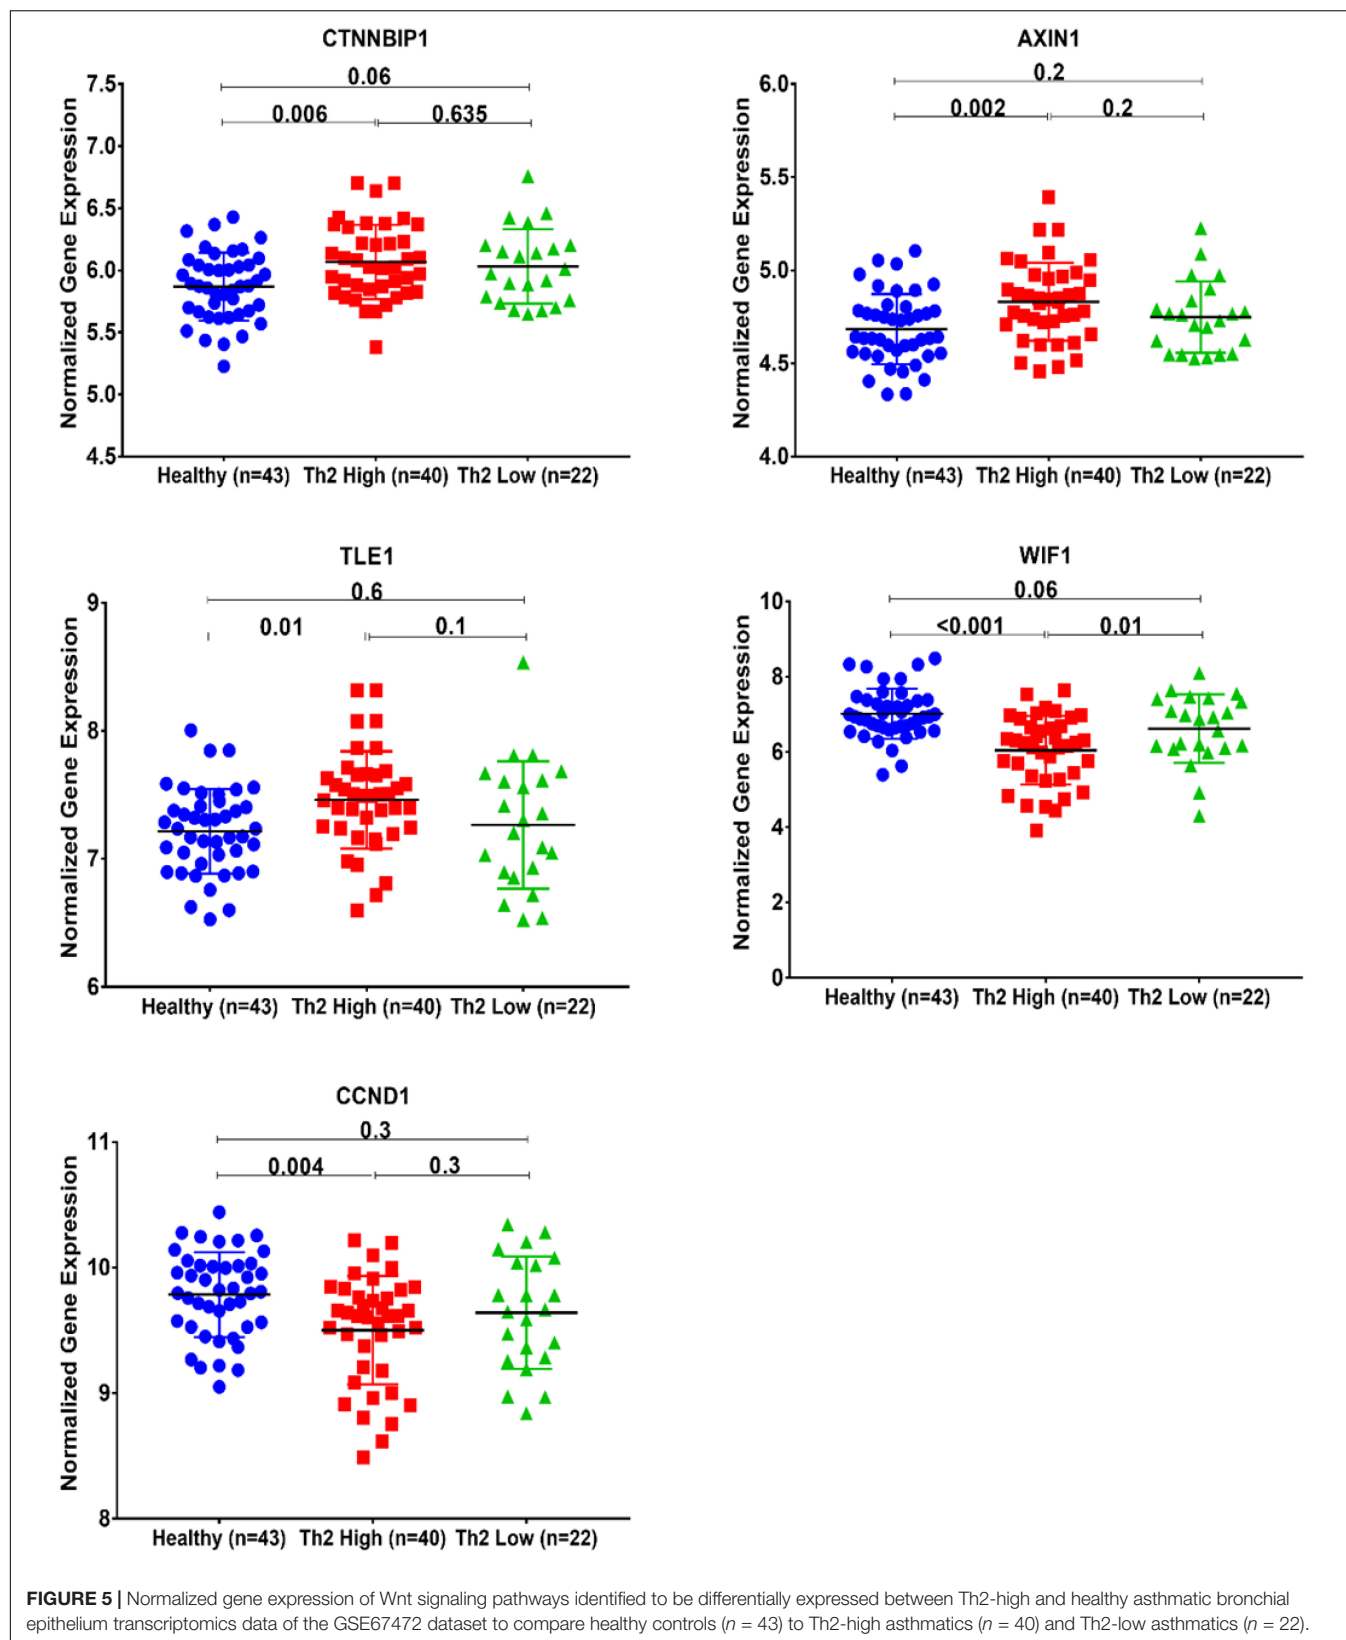 CTNNBIP1
0.06
0.006
0.635
Normalized Gene Expression
7.5
7.0
6.5
6.0
5.5
5.0
4.5
Healthy (n=43) Th2 High (n=40) Th2 Low (n=22)
AXIN1
0.2
0.002
0.2
Normalized Gene Expression
6.0
5.5
5.0
4.5
4.0
Healthy (n=43) Th2 High (n=40) Th2 Low (n=22)
TLE1
0.6
0.01
0.1
Normalized Gene Expression
9
8
7
6
Healthy (n=43) Th2 High (n=40) Th2 Low (n=22)
WIF1
0.06
<0.001
0.01
Normalized Gene Expression
10
8
6
4
2
0
Healthy (n=43) Th2 High (n=40) Th2 Low (n=22)
CCND1
0.3
0.004
0.3
Normalized Gene Expression
11
10
9
8
Healthy (n=43) Th2 High (n=40) Th2 Low (n=22)
FIGURE 5 | Normalized gene expression of Wnt signaling pathways identified to be differentially expressed between Th2-high and healthy asthmatic bronchial
epithelium transcriptomics data of the GSE67472 dataset to compare healthy controls (n = 43) to Th2-high asthmatics (n = 40) and Th2-low asthmatics (n = 22).